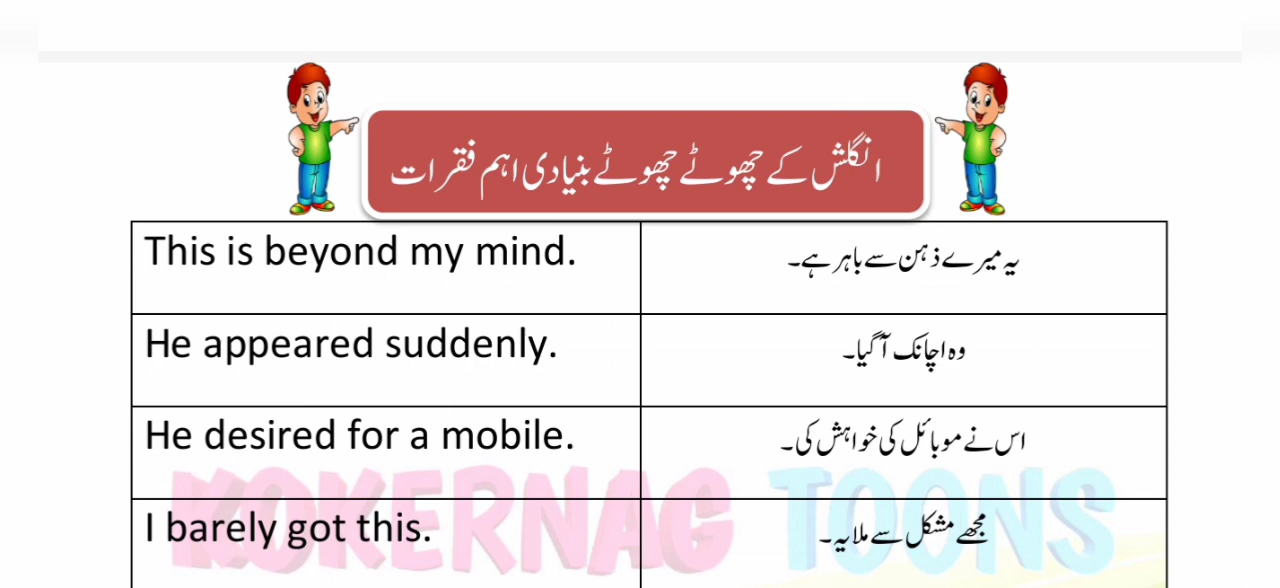 انگلش کے چھوٹے چھوٹے بنیادی اہم فقرات
This is beyond my mind.
یہ میرے ذہن سے باہر ہے۔
He appeared suddenly.
وہ اچانک آگیا۔
He desired for a mobile.
اس نے موبائل کی خواہش کی۔
I barely got this.
مجھے مشکل سے ملا یہ۔
KOKERNAG TOONS